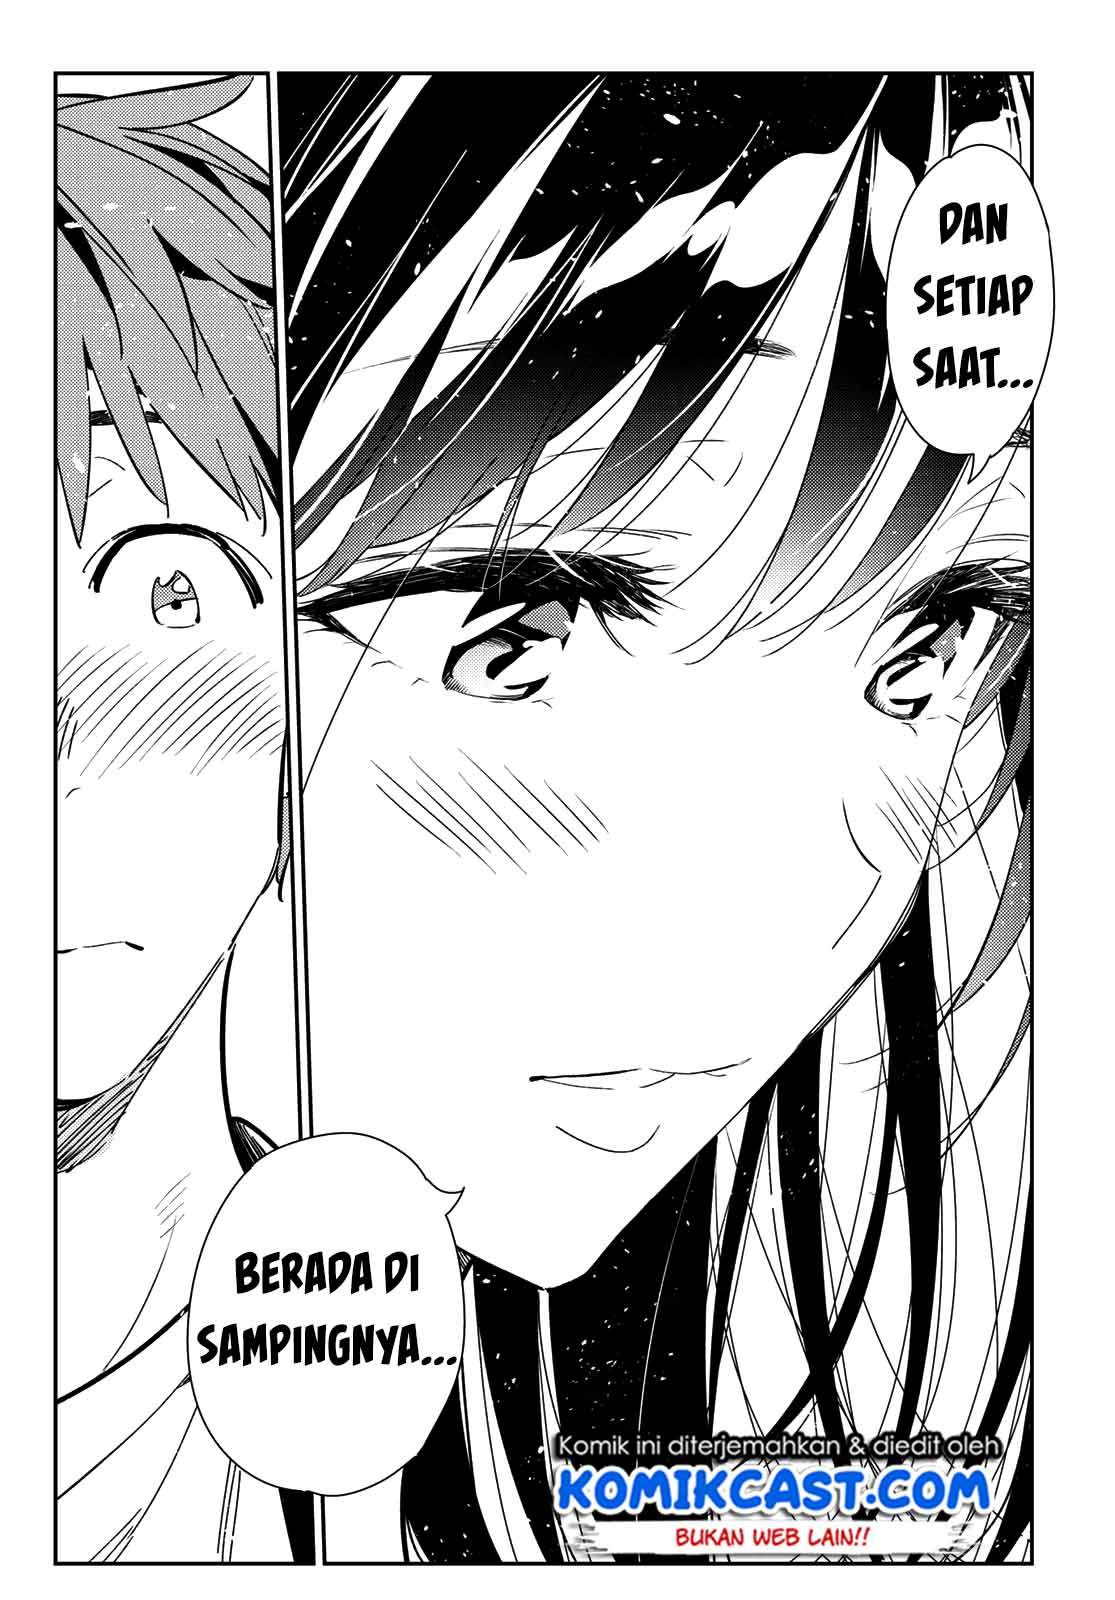 DAN
SETIAP
SAAT...
BERADA DI
SAMPINGNYA...
Komik ini diterjemahkan & diedit oleh
KOMIKCAST.COM
BUKAN WEB LAIN!!